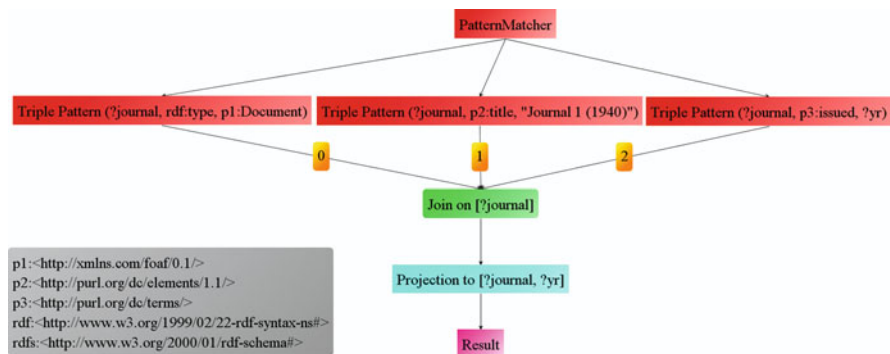 PatternMatcher
Triple Pattern (?journal, rdf:type, p1:Document)
Triple Pattern (?journal, p2:title, "Journal 1 (1940)")
Triple Pattern (?journal, p3:issued, ?yr)
0
1
2
Join on [?journal]
Projection to [?journal, ?yr]
Result
p1:<http://xmlns.com/foaf/0.1/>
p2:<http://purl.org/dc/elements/1.1/>
p3:<http://purl.org/dc/terms/>
rdf:<http://www.w3.org/1999/02/22-rdf-syntax-ns#>
rdfs:<http://www.w3.org/2000/01/rdf-schema#>